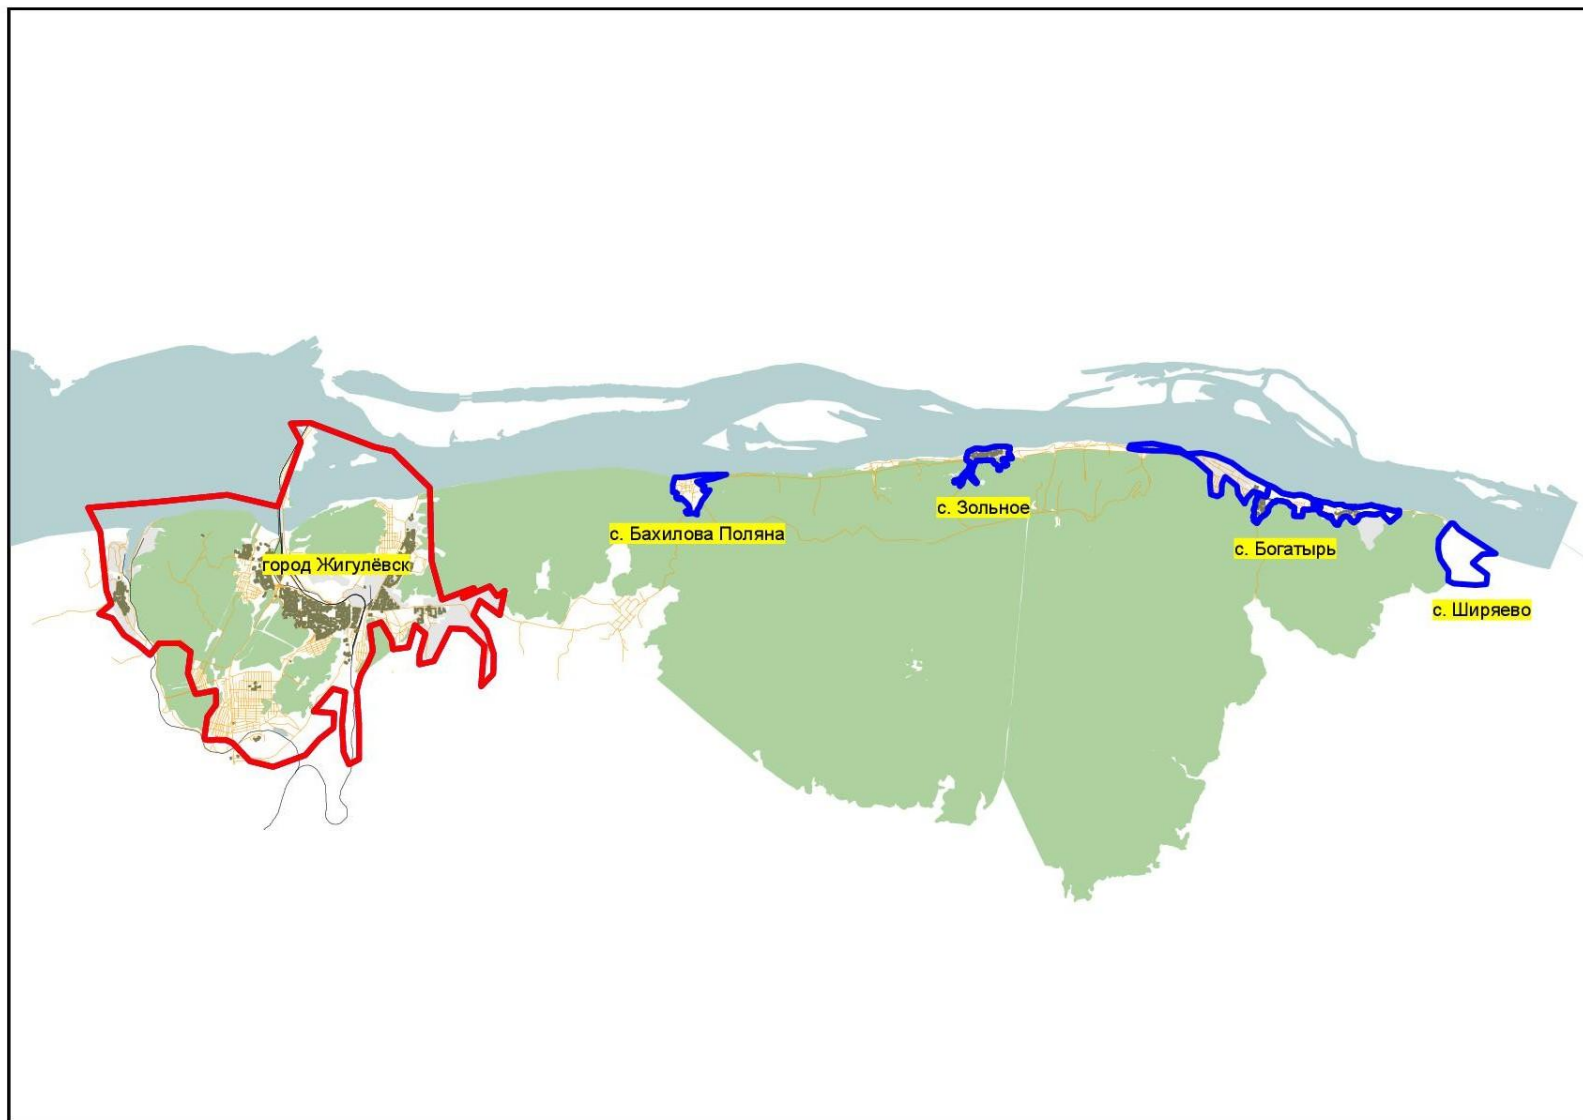 город Жигулёвск
с. Бахилова Поляна
с. Зольное
с. Богатырь
с. Ширяево